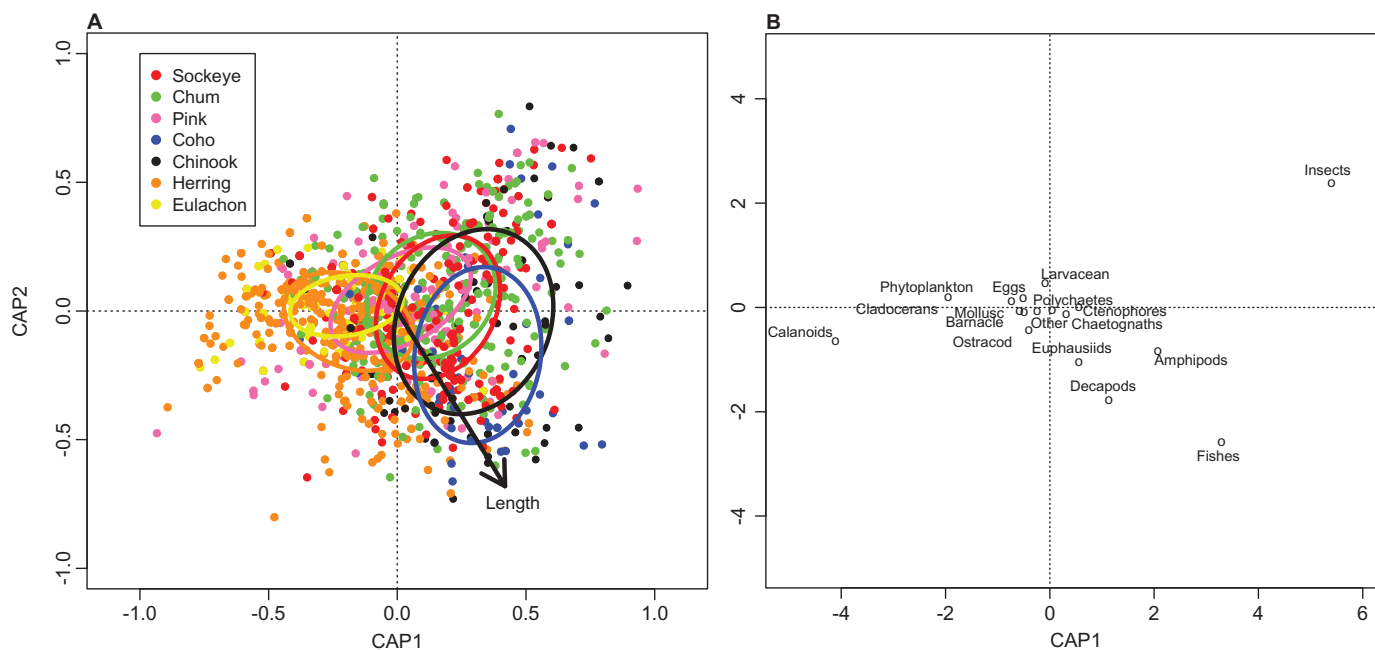 A
1.0
0.5
0.0
-0.5
-1.0
CAP2
Sockeye
Chum
Pink
Coho
Chinook
Herring
Eulachon
Length
-1.0 -0.5 0.0 0.5 1.0
CAP1
B
4
2
0
-2
-4
Insects
Larvacean
Phytoplankton Eggs
Polychaetes
Cladocerans Mollusc Ctenophores
Barnacle Other Chaetognaths
Calanoids
Ostracod Euphausiids
Amphipods
Decapods
Fishes
-4 -2 0 2 4 6
CAP1